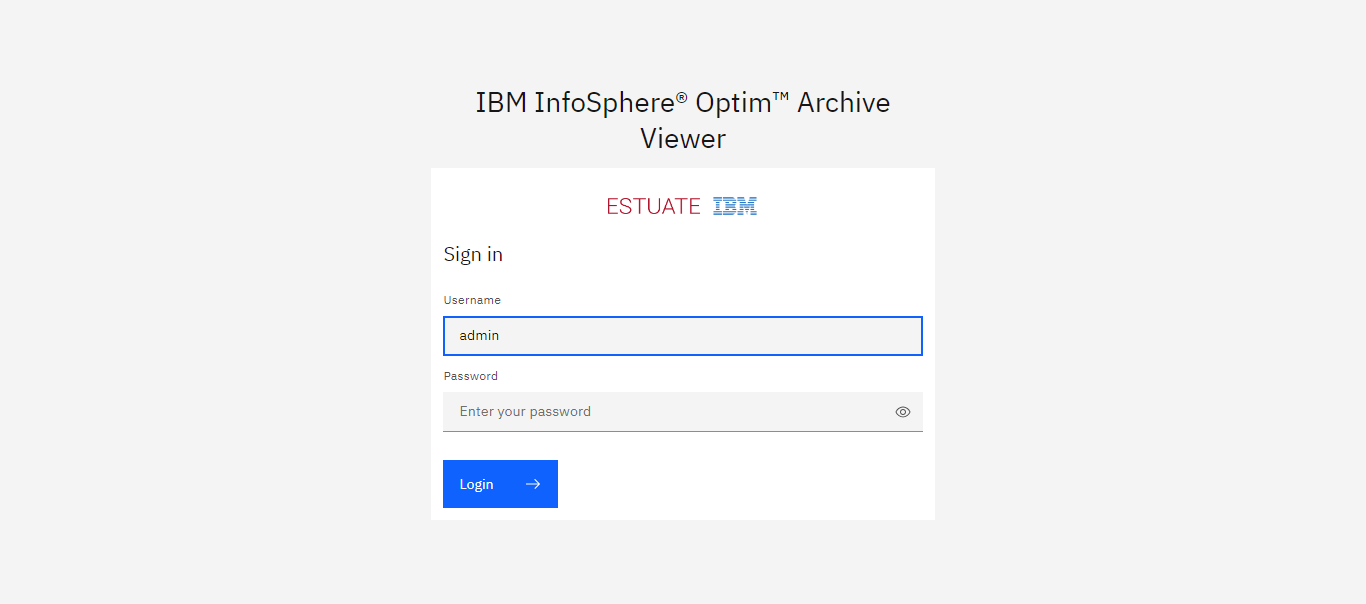 IBM InfoSphere® Optim™ Archive
Viewer
ESTUATE IBM
Sign in
Username
admin
Password
Enter your password
Login